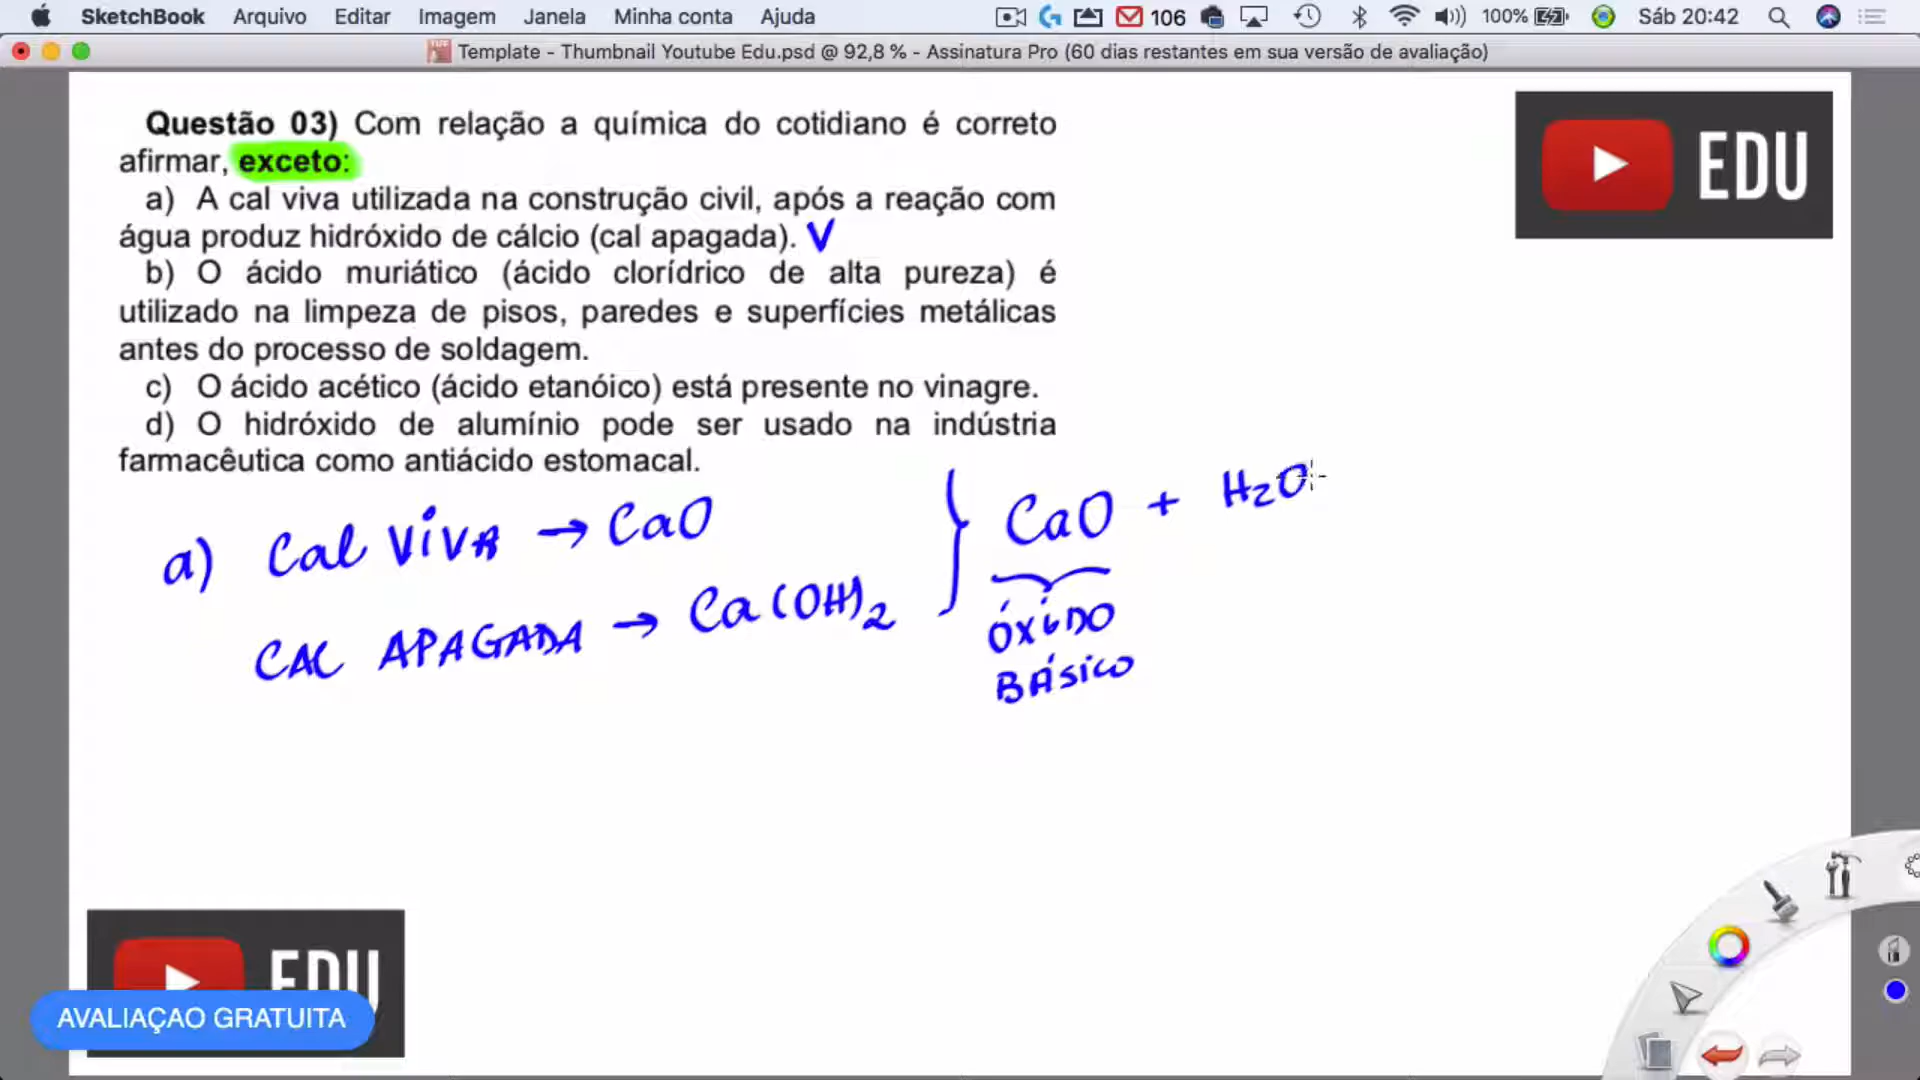 SketchBook Arquivo Editar Imagem Janela Minha conta Ajuda 106 100% Sáb 20:42
Template - Thumbnail Youtube Edu.psd @ 92,8 % - Assinatura Pro (60 dias restantes em sua versão de avaliação)
Questão 03) Com relação a química do cotidiano é correto
afirmar, exceto:
a) A cal viva utilizada na construção civil, após a reação com
água produz hidróxido de cálcio (cal apagada). V
b) O ácido muriático (ácido clorídrico de alta pureza) é
utilizado na limpeza de pisos, paredes e superfícies metálicas
antes do processo de soldagem.
c) O ácido acético (ácido etanóico) está presente no vinagre.
d) O hidróxido de alumínio pode ser usado na indústria
farmacêutica como antiácido estomacal.
EDU
a) Cal VIVA → CaO
CAL APAGADA → Ca(OH)2
} CaO + H2O
ÓXIDO
BÁSICO
EDU
AVALIAÇAO GRATUITA